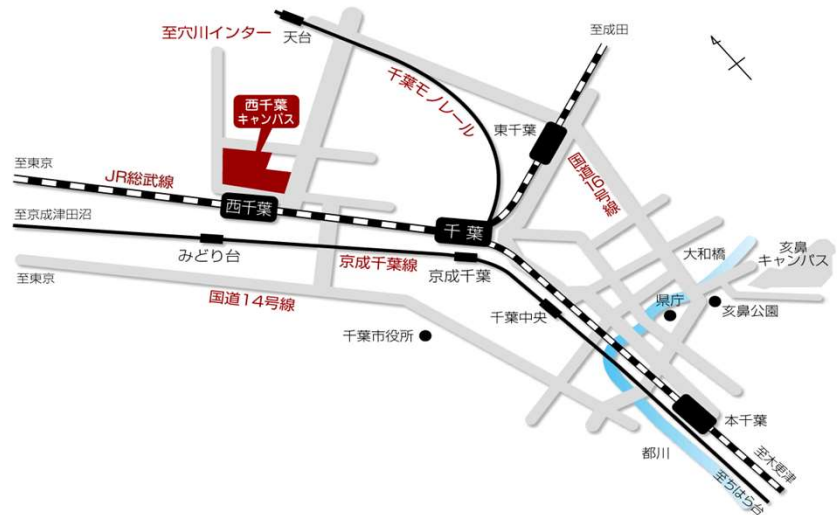 至穴川インター
天台
至成田
西千葉
キャンパス
千葉モノレール
東千葉
国道16号線
至東京
JR総武線
西千葉
千葉
至京成津田沼
みどり台
京成千葉線
京成千葉
大和橋
亥鼻
キャンパス
至東京
国道14号線
千葉中央
県庁
亥鼻公園
千葉市役所
本千葉
都川
至木更津
至ちはら台